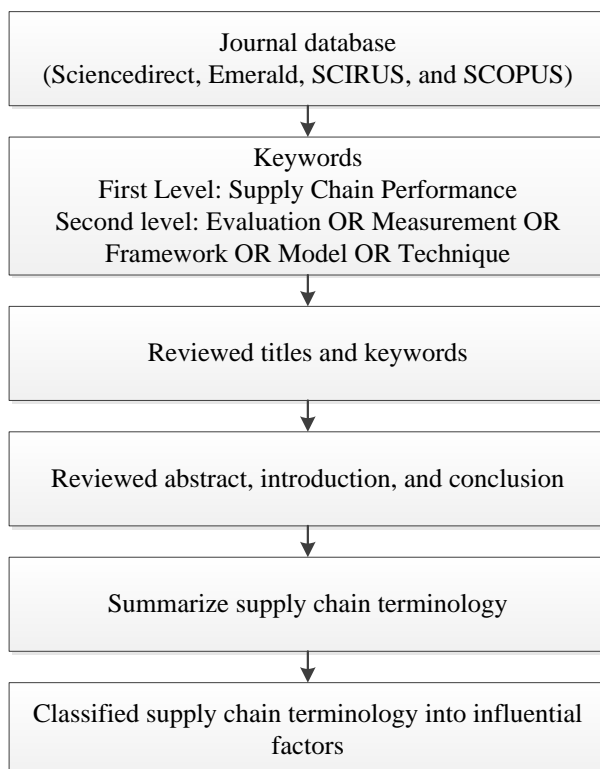 Journal database
(Sciencedirect, Emerald, SCIRUS, and SCOPUS)
Keywords
First Level: Supply Chain Performance
Second level: Evaluation OR Measurement OR
Framework OR Model OR Technique
Reviewed titles and keywords
Reviewed abstract, introduction, and conclusion
Summarize supply chain terminology
Classified supply chain terminology into influential
factors